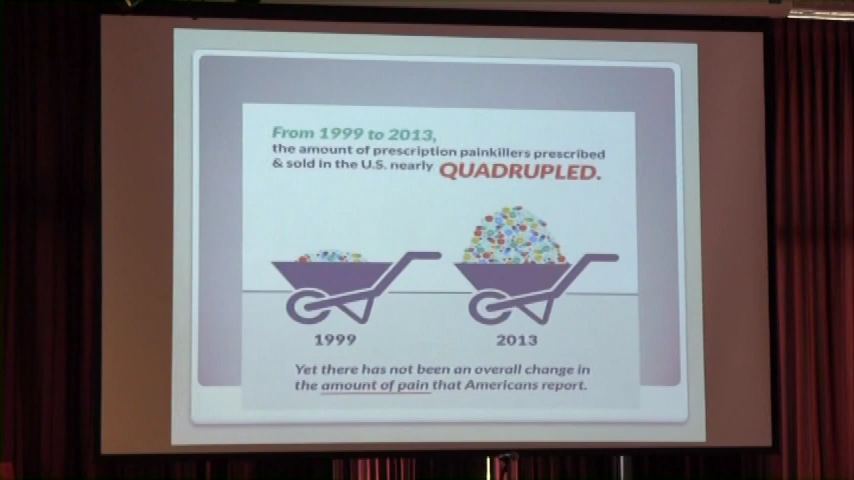 From 1999 to 2013,
the amount of prescription painkillers prescribed
& sold in the U.S. nearly QUADRUPLED.
1999
2013
Yet there has not been an overall change in
the amount of pain that Americans report.